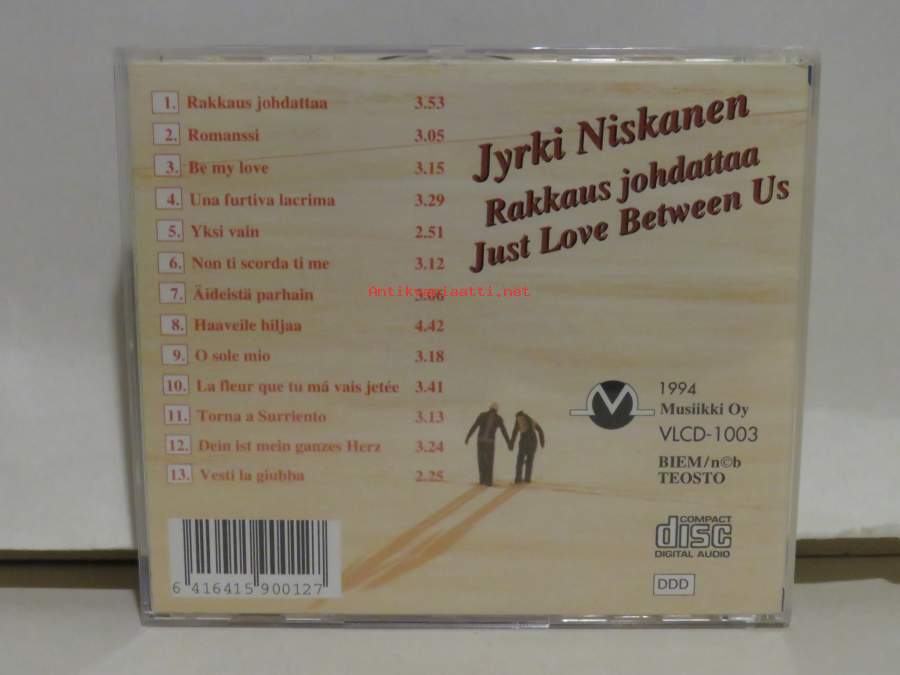 1. Rakkaus johdattaa 3.53
2. Romanssi 3.05
3. Be my love 3.15
4. Una furtiva lacrima 3.29
5. Yksi vain 2.51
6. Non ti scorda ti me 3.12
7. Äideistä parhain
8. Haaveile hiljaa 4.42
9. O sole mio 3.18
10. La fleur que tu mâ vais jetée 3.41
11. Torna a Surriento 3.13
12. Dein ist mein ganzes Herz 3.24
13. Vesti la giubba 2.25
Jyrki Niskanen
Rakkaus johdattaa
Just Love Between Us
Antikvariaatti.net
1994
Musiikki Oy
VLCD-1003
BIEM/n©b
TEOSTO
COMPACT
disc
DIGITAL AUDIO
DDD
6 416415 900127